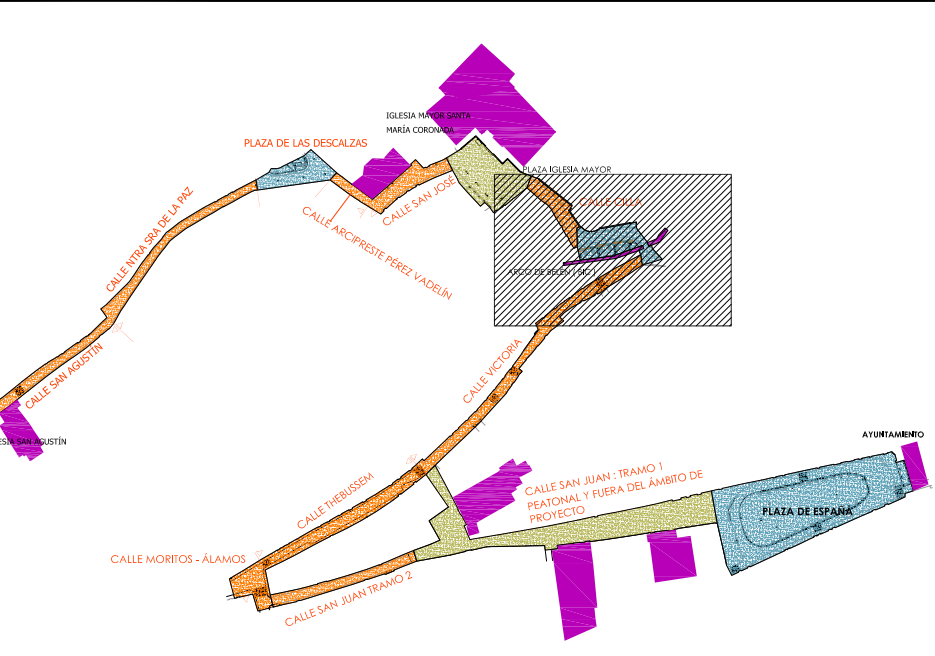 IGLESIA MAYOR SANTA
MARÍA CORONADA
PLAZA DE LAS DESCALZAS
PLAZA IGLESIA MAYOR
CALLE SAN JOSÉ
CALLE CILLA
CALLE NTRA SRA DE LA PAZ
CALLE ARCIPRESTE PÉREZ VADELÍN
ARCO DE BELÉN ( BIC )
CALLE SAN AGUSTÍN
CALLE VICTORIA
SAN AGUSTÍN
AYUNTAMIENTO
CALLE THEBUSSEM
CALLE SAN JUAN : TRAMO 1
PEATONAL Y FUERA DEL ÁMBITO DE
PROYECTO
PLAZA DE ESPAÑA
CALLE MORITOS - ÁLAMOS
CALLE SAN JUAN TRAMO 2